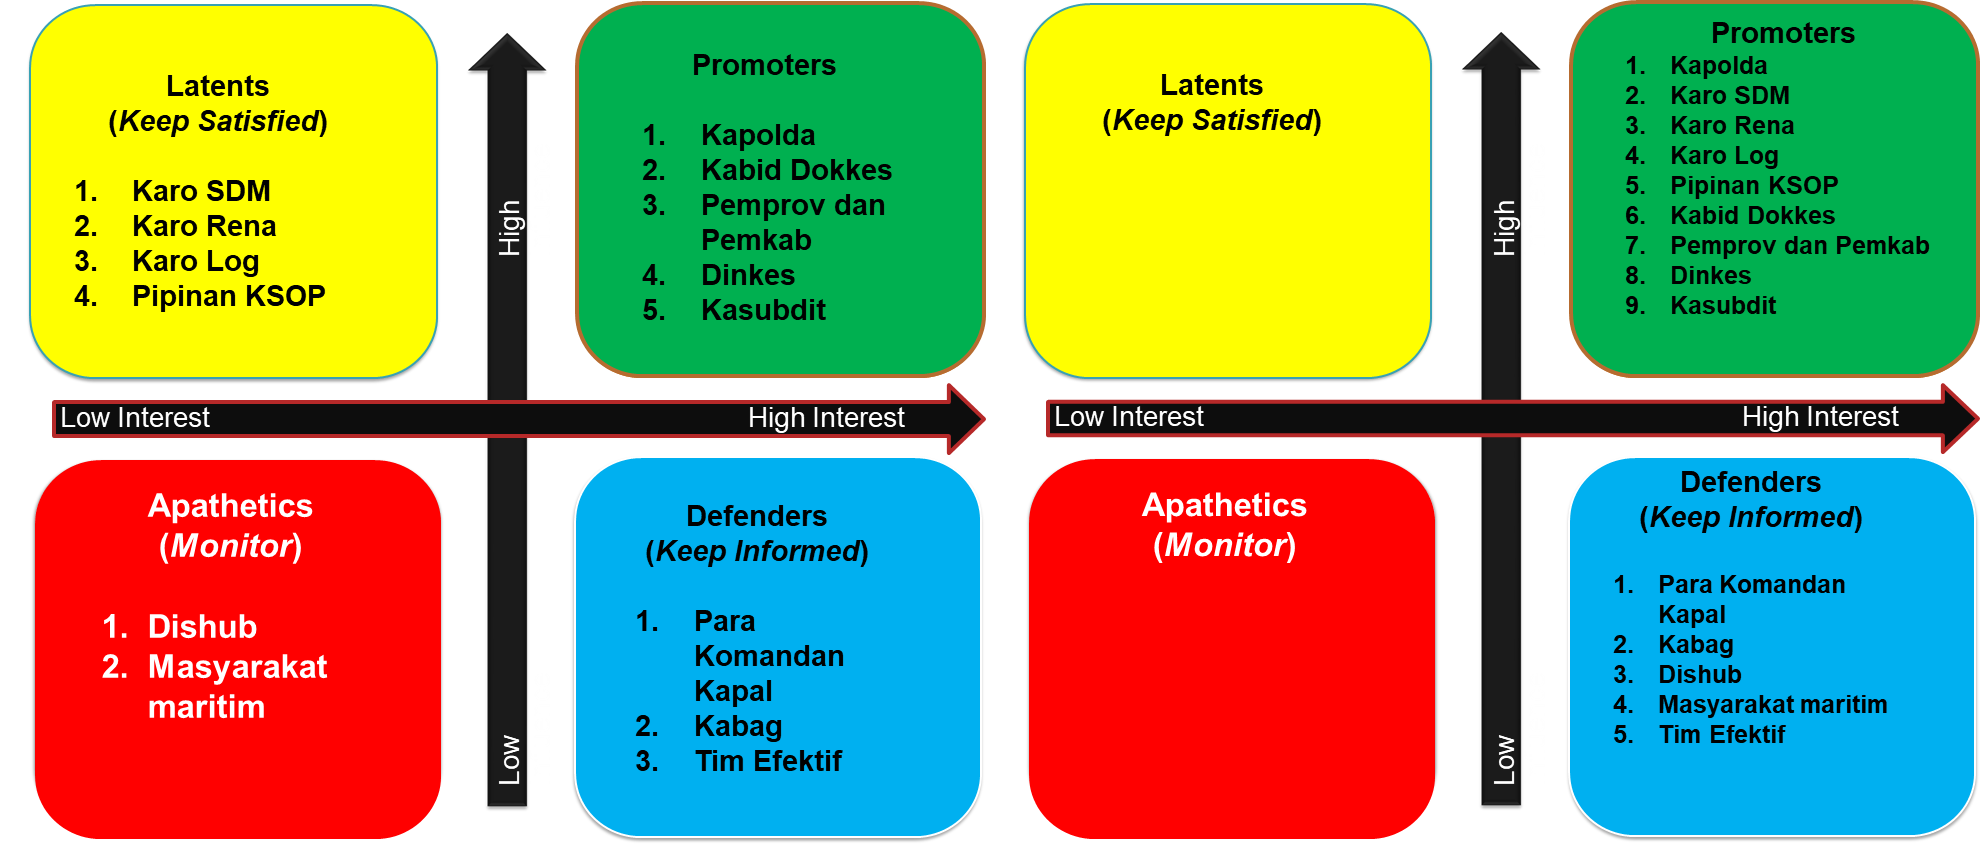 Latents
(Keep Satisfied)
1. Karo SDM
2. Karo Rena
3. Karo Log
4. Pipinan KSOP
High
Promoters
1. Kapolda
2. Kabid Dokkes
3. Pemprov dan
Pemkab
4. Dinkes
5. Kasubdit
Low Interest
High Interest
Apathetics
(Monitor)
1. Dishub
2. Masyarakat
maritim
Low
Defenders
(Keep Informed)
1. Para
Komandan
Kapal
2. Kabag
3. Tim Efektif
Latents
(Keep Satisfied)
High
Promoters
1. Kapolda
2. Karo SDM
3. Karo Rena
4. Karo Log
5. Pipinan KSOP
6. Kabid Dokkes
7. Pemprov dan Pemkab
8. Dinkes
9. Kasubdit
Low Interest
High Interest
Apathetics
(Monitor)
Low
Defenders
(Keep Informed)
1. Para Komandan
Kapal
2. Kabag
3. Dishub
4. Masyarakat maritim
5. Tim Efektif